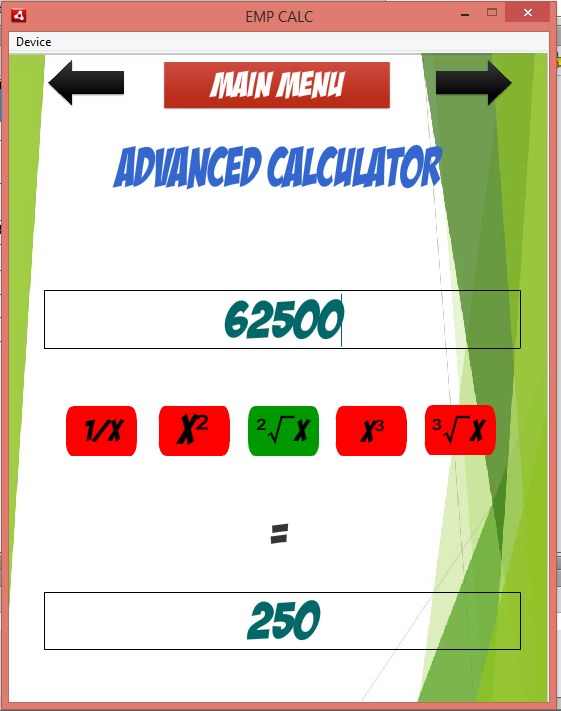 EMP CALC
Device
MAIN MENU
ADVANCED CALCULATOR
62500
1/X X² ²√X X³ ³√X
=
250